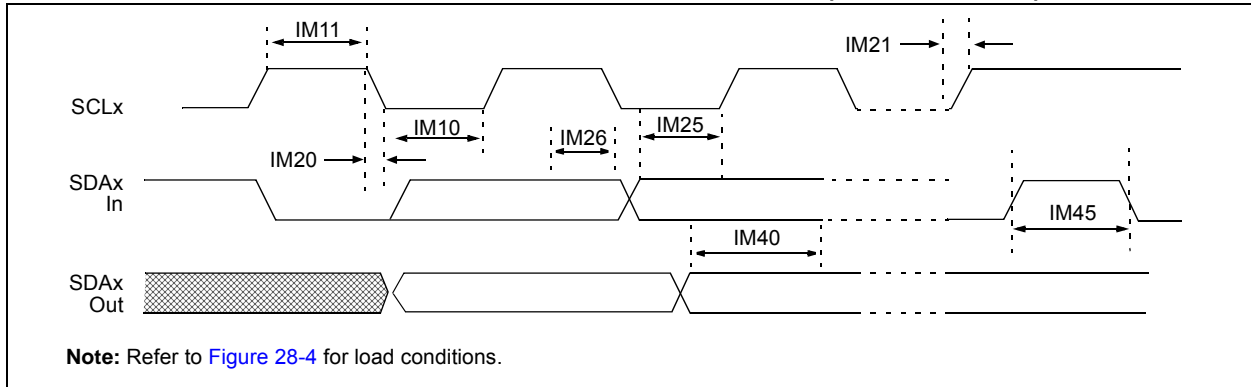 IM11
IM21
SCLx
IM10
IM26
IM25
IM20
SDAx
In
IM45
IM40
SDAx
Out
Note: Refer to Figure 28-4 for load conditions.